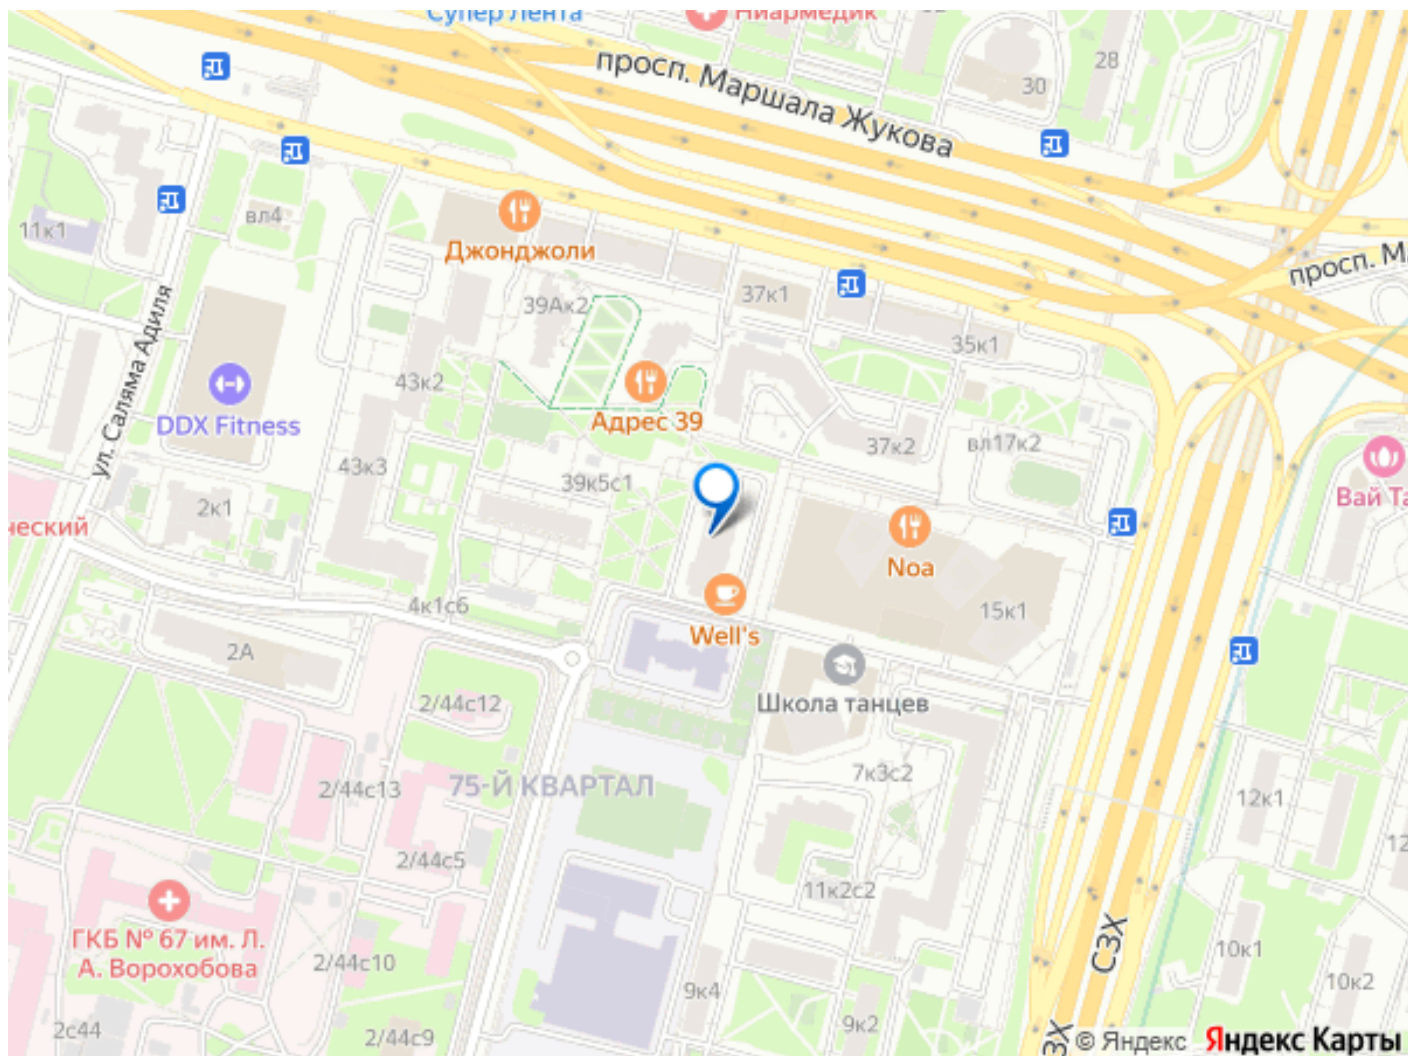 Супер Лента
Ниармедик
28
30
просп. Маршала Жукова
11к1
вл4
Джонджоли
просп. М
39Ак2
37к1
35к1
ул. Саляма Адиля
DDX Fitness
43к2
Адрес 39
37к2
вл17к2
43к3
39к5с1
Вай Та
2к1
ческий
Noa
4к1с6
Well's
15к1
2А
2/44с12
Школа танцев
75-Й КВАРТАЛ
7к3с2
2/44с13
12к1
12
2/44с5
11к2с2
ГКБ № 67 им. Л.
А. Ворохобова
2/44с10
СЗХ
10к1
10к2
9к4
9к2
2с44
2/44с9
ЗХ
© Яндекс
Яндекс Карты